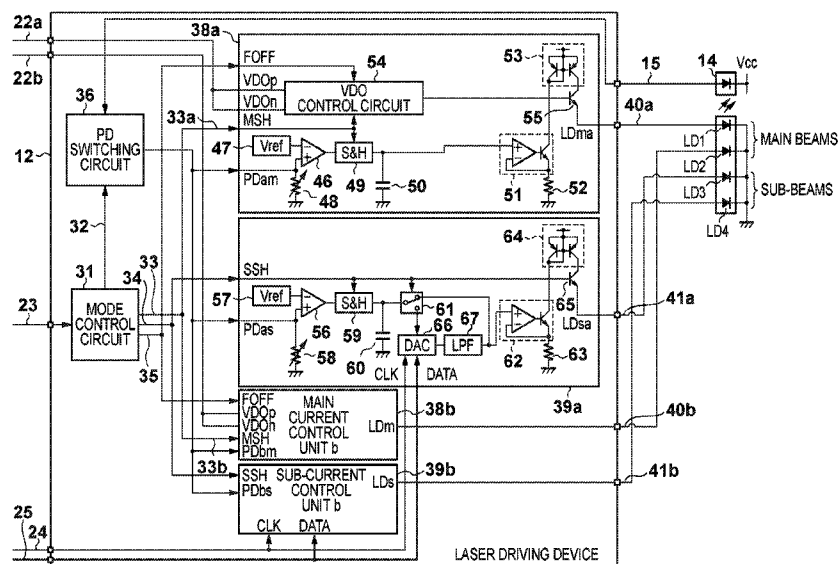 22a
22b
38a
FOFF
54
53
VDOp
VDOn
VDO
CONTROL CIRCUIT
15
14
Vcc
36
33a
MSH
55
40a
PD
SWITCHING
CIRCUIT
12
47
Vref
S&H
LDma
LD1
LD2
LD3
LD4
MAIN BEAMS
SUB-BEAMS
PDam
46
49
50
51
52
48
32
31
33
34
64
SSH
23
MODE
CONTROL
CIRCUIT
57
Vref
S&H
61
65
41a
PDas
56
59
66
67
LDsa
DAC
LPF
62
63
58
60
CLK
DATA
35
39a
FOFF
VDOp
VDOn
MSH
PDbm
MAIN
CURRENT
CONTROL
UNIT b
LDm
38b
40b
33b
SSH
PDbs
SUB-CURRENT
CONTROL
UNIT b
LDs
39b
41b
25
24
CLK
DATA
LASER DRIVING DEVICE